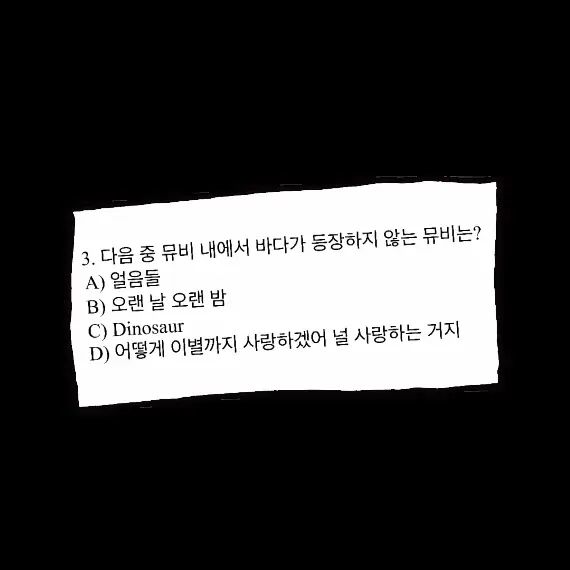 3. 다음 중 뮤비 내에서 바다가 등장하지 않는 뮤비는?
A) 얼음들
B) 오랜 날 오랜 밤
C) Dinosaur
D) 어떻게 이별까지 사랑하겠어 널 사랑하는 거지